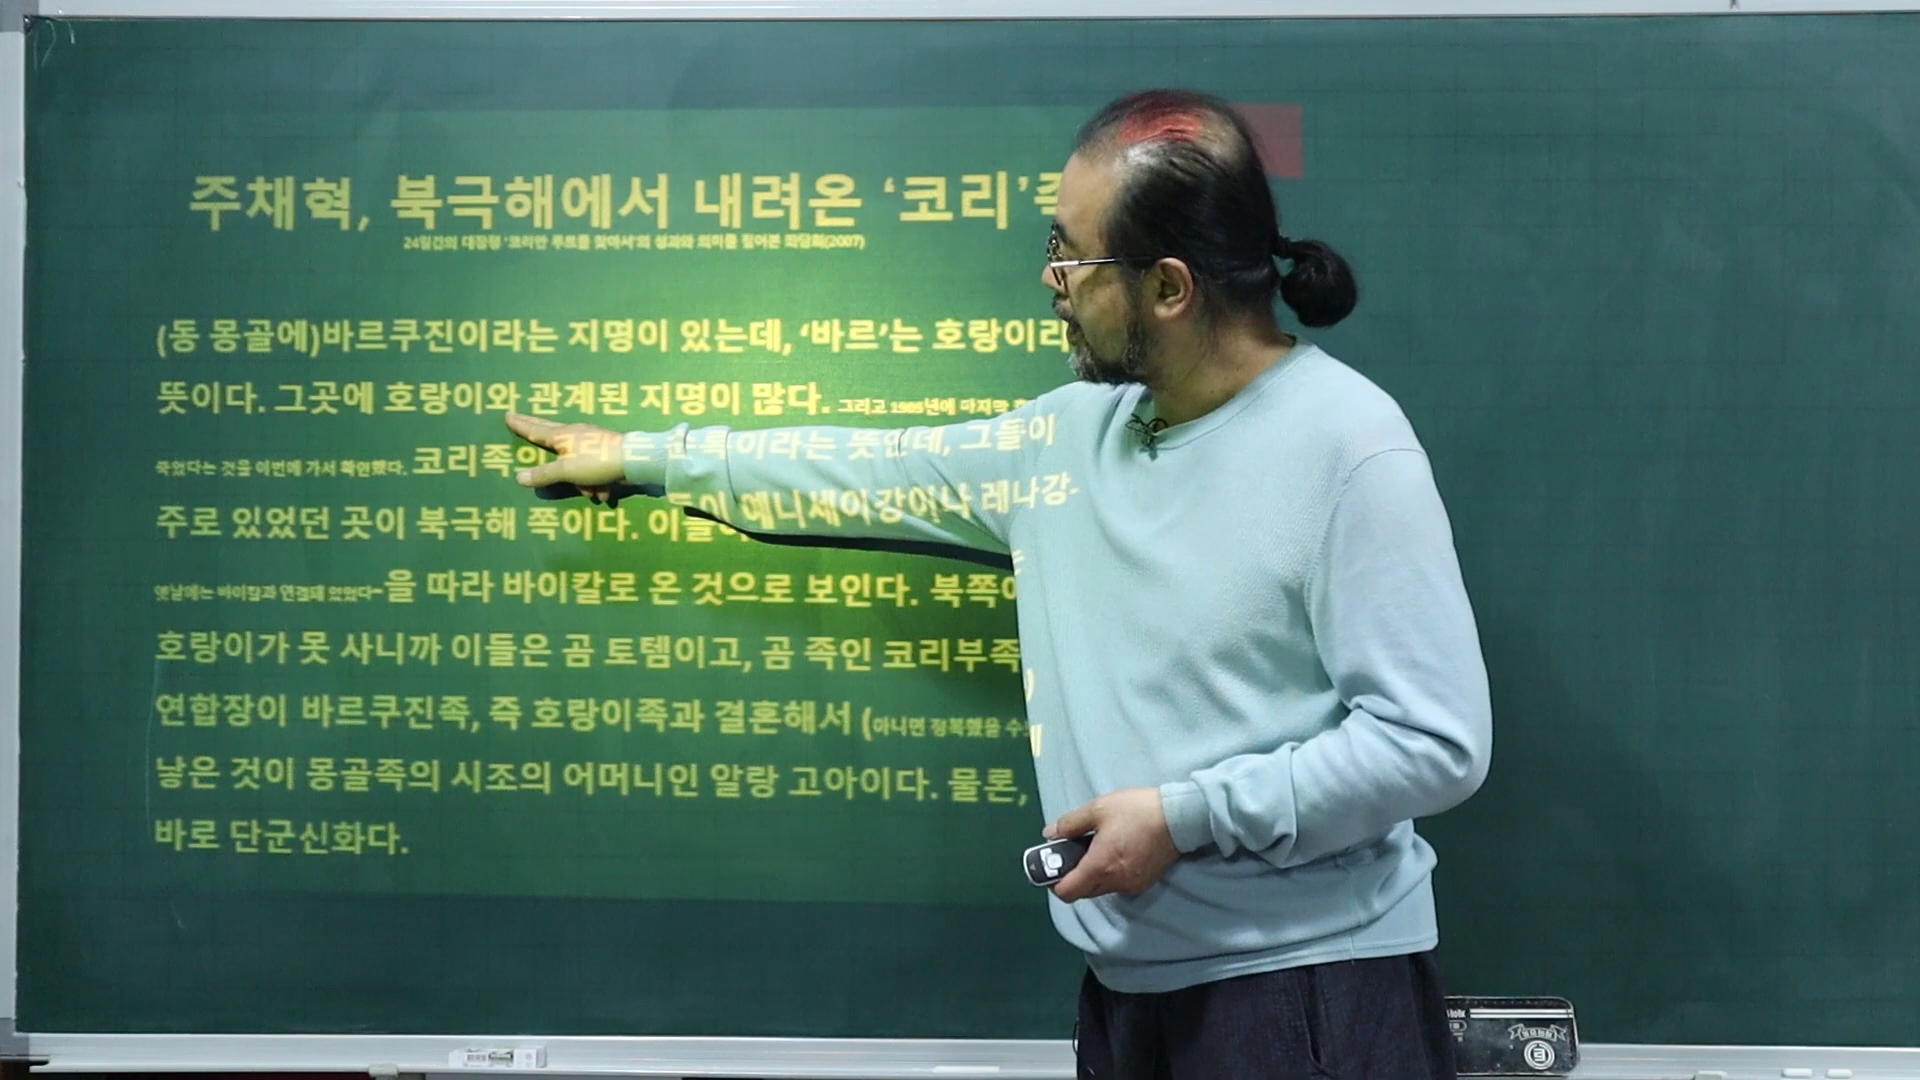 주채혁, 북극해에서 내려온 ‘코리’족
24일간의 대장정 '코리안 루트를 찾아서'의 성과와 의미를 짚어본 좌담회(2007)
(동 몽골에)바르쿠진이라는 지명이 있는데, ‘바르’는 호랑이라
뜻이다. 그곳에 호랑이와 관계된 지명이 많다. 그리고 1905년에 마지막
죽었다는 것을 이번에 가서 확인했다. 코리족의 코리'는 순록이라는 뜻인데, 그들이
주로 있었던 곳이 북극해 쪽이다. 이들이 예니세이강이나 레나강-
옛날에는 바이칼과 연결돼 있었다-을 따라 바이칼로 온 것으로 보인다. 북쪽에
호랑이가 못 사니까 이들은 곰 토템이고, 곰 족인 코리부족
연합장이 바르쿠진족, 즉 호랑이족과 결혼해서 (아니면 정복했을 수도
낳은 것이 몽골족의 시조의 어머니인 알랑 고아이다. 물론,
바로 단군신화다.